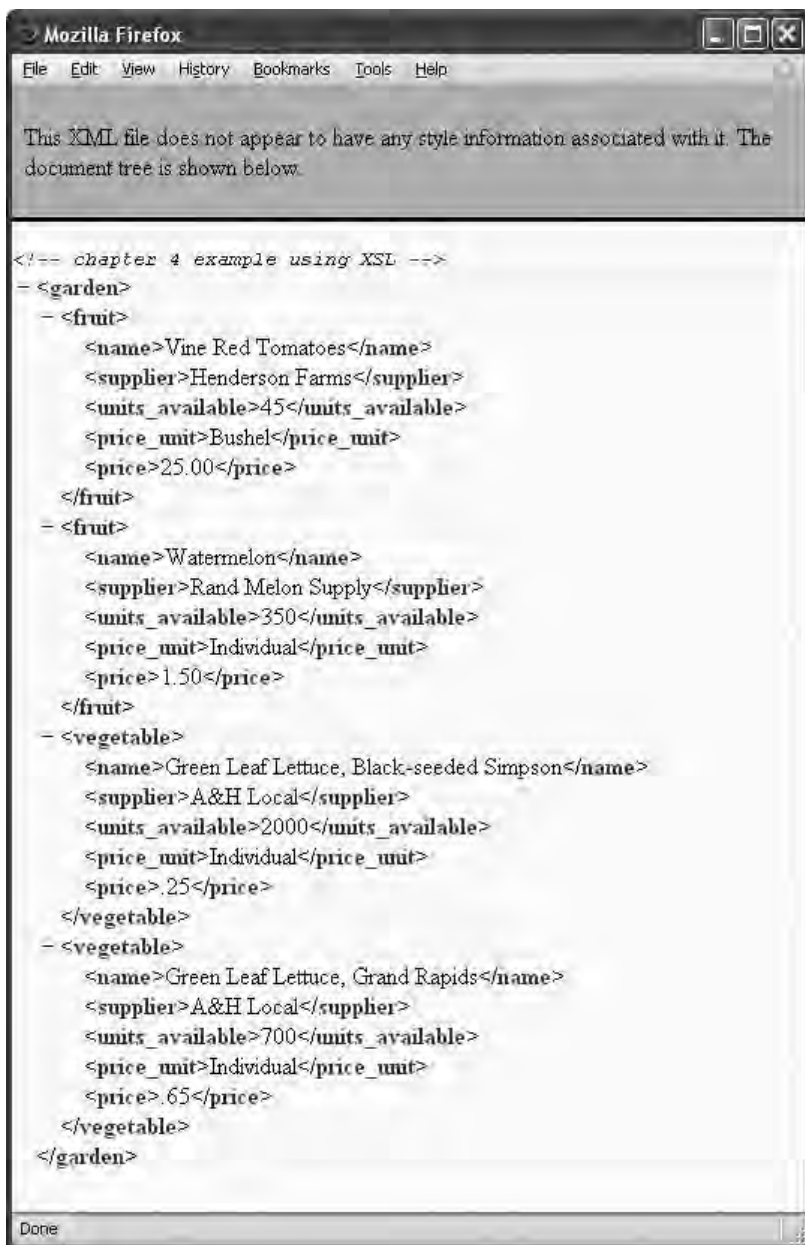 Mozilla Firefox
File Edit View History Bookmarks Tools Help
This XML file does not appear to have any style information associated with it. The
document tree is shown below.
<!-- chapter 4 example using XSL -->
- <garden>
- <fruit>
<name>Vine Red Tomatoes</name>
<supplier>Henderson Farms</supplier>
<units_available>45</units_available>
<price_unit>Bushel</price_unit>
<price>25.00</price>
</fruit>
- <fruit>
<name>Watermelon</name>
<supplier>Rand Melon Supply</supplier>
<units_available>350</units_available>
<price_unit>Individual</price_unit>
<price>1.50</price>
</fruit>
- <vegetable>
<name>Green Leaf Lettuce, Black-seeded Simpson</name>
<supplier>A&H Local</supplier>
<units_available>2000</units_available>
<price_unit>Individual</price_unit>
<price>.25</price>
</vegetable>
- <vegetable>
<name>Green Leaf Lettuce, Grand Rapids</name>
<supplier>A&H Local</supplier>
<units_available>700</units_available>
<price_unit>Individual</price_unit>
<price>.65</price>
</vegetable>
</garden>
Done